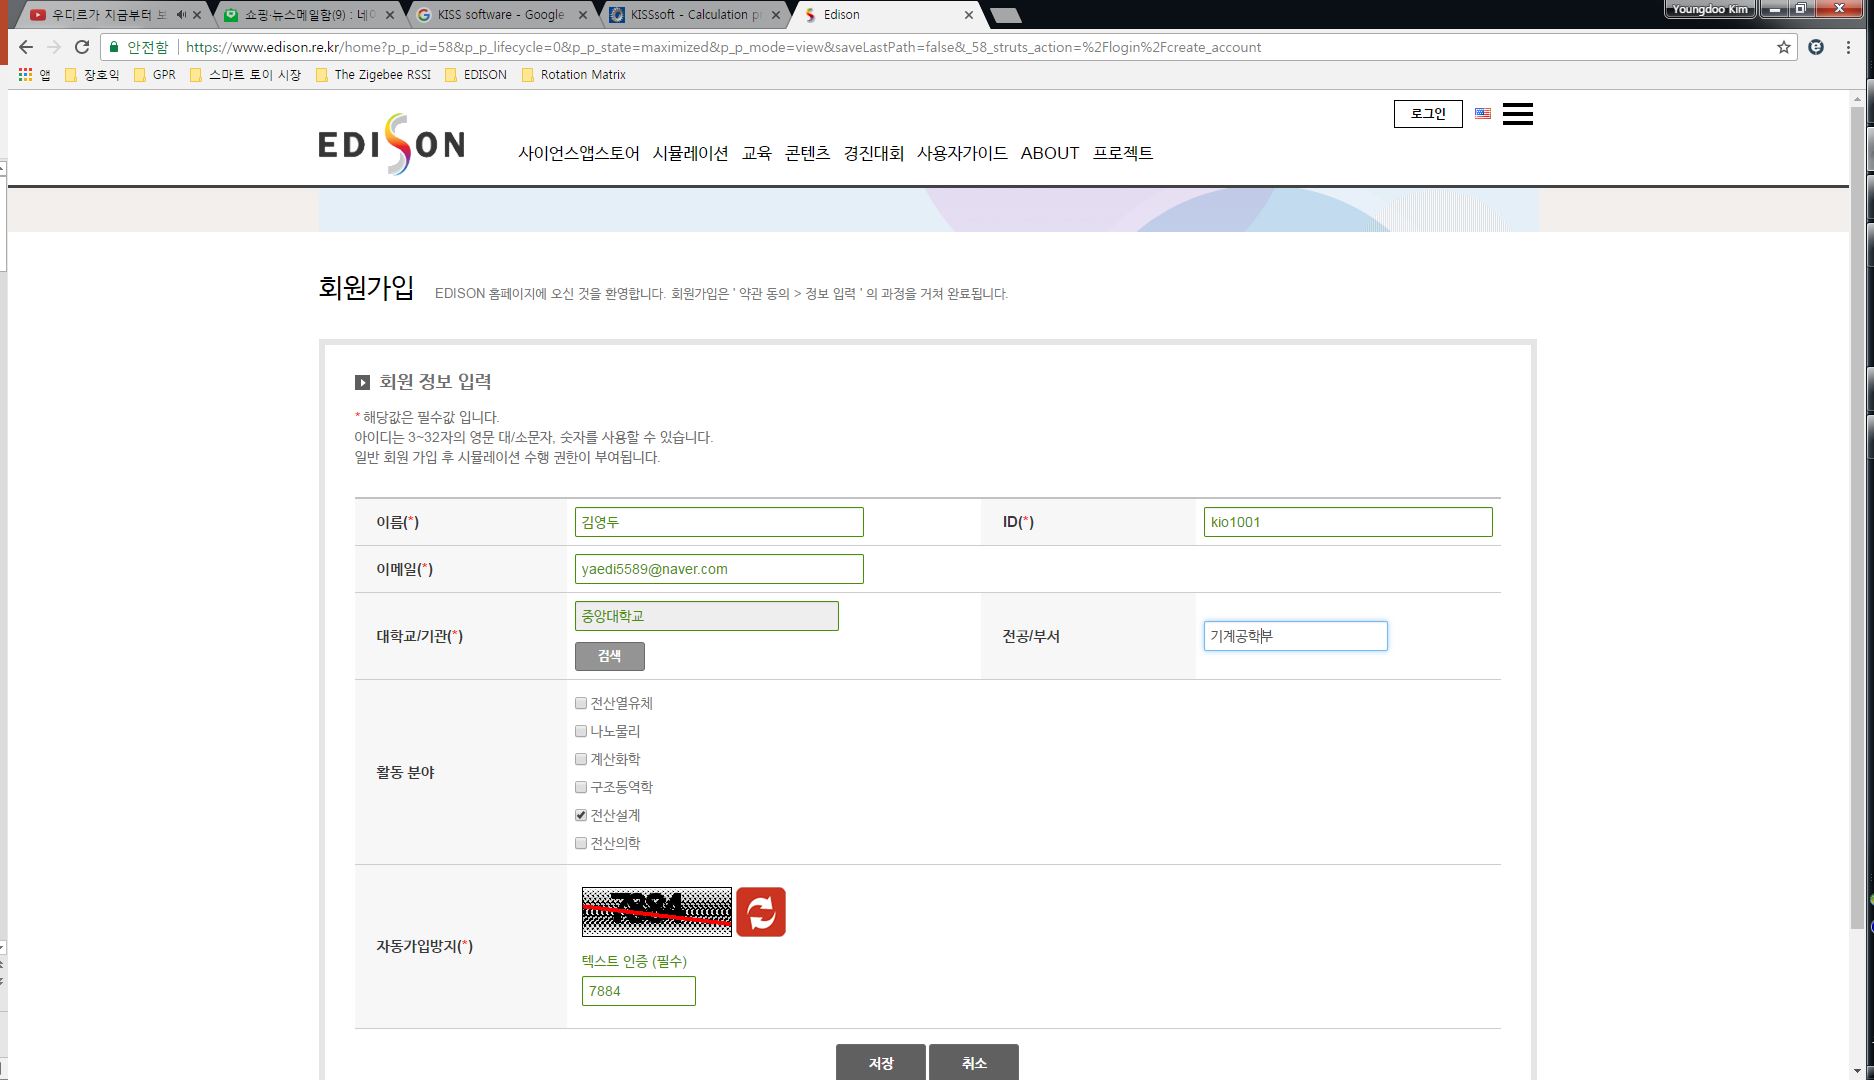 우디르가 지금부터 보
쇼핑·뉴스메일함(9) : 네이
KISS software - Google
KISSsoft - Calculation pr
Edison
Youngdoo Kim
안전함
https://www.edison.re.kr/home?p_p_id=58&p_p_lifecycle=0&p_p_state=maximized&p_p_mode=view&saveLastPath=false&_58_struts_action=%2Flogin%2Fcreate_account
앱 장호익 GPR 스마트 토이 시장 The Zigebee RSSI EDISON Rotation Matrix
로그인
EDISON
사이언스앱스토어 시뮬레이션 교육 콘텐츠 경진대회 사용자가이드 ABOUT 프로젝트
회원가입 EDISON 홈페이지에 오신 것을 환영합니다. 회원가입은 ' 약관 동의 > 정보 입력 ' 의 과정을 거쳐 완료됩니다.
회원 정보 입력
* 해당값은 필수값 입니다.
아이디는 3~32자의 영문 대/소문자, 숫자를 사용할 수 있습니다.
일반 회원 가입 후 시뮬레이션 수행 권한이 부여됩니다.
이름(*) 김영두 ID(*) kio1001
이메일(*) yaedi5589@naver.com
대학교/기관(*) 중앙대학교 전공/부서 기계공학부
검색
활동 분야
전산열유체
나노물리
계산화학
구조동역학
전산설계
전산의학
자동가입방지(*)
7884
텍스트 인증 (필수)
7884
저장 취소